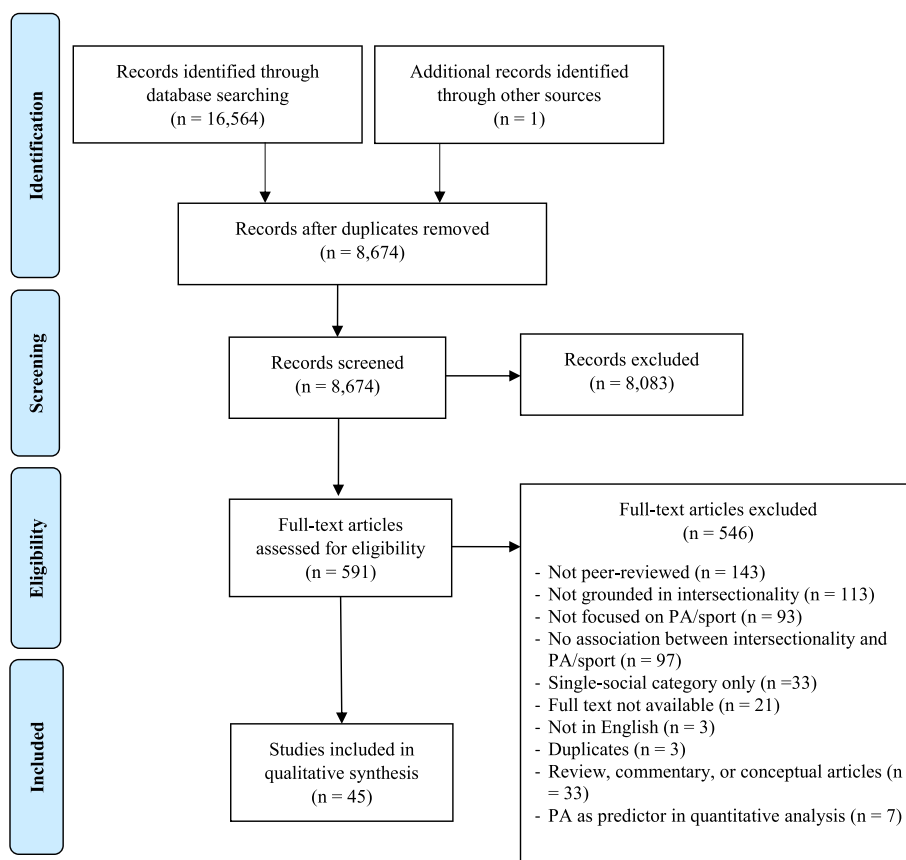 Identification
Records identified through
database searching
(n = 16,564)
Additional records identified
through other sources
(n = 1)
Records after duplicates removed
(n = 8,674)
Screening
Records screened
(n = 8,674)
Records excluded
(n = 8,083)
Eligibility
Full-text articles
assessed for eligibility
(n = 591)
Full-text articles excluded
(n = 546)
- Not peer-reviewed (n = 143)
- Not grounded in intersectionality (n = 113)
- Not focused on PA/sport (n = 93)
- No association between intersectionality and
PA/sport (n = 97)
- Single-social category only (n =33)
- Full text not available (n = 21)
- Not in English (n = 3)
- Duplicates (n = 3)
- Review, commentary, or conceptual articles (n
= 33)
- PA as predictor in quantitative analysis (n = 7)
Included
Studies included in
qualitative synthesis
(n = 45)